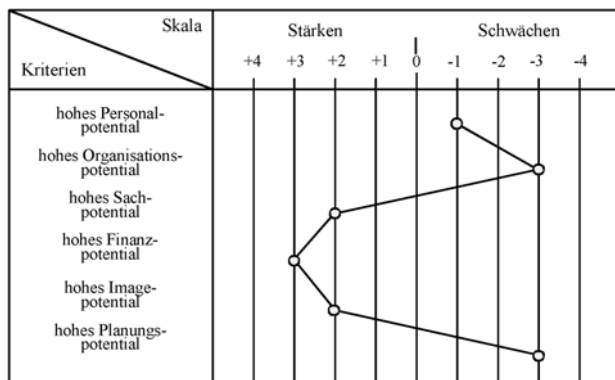 Skala
Stärken
Schwächen
Kriterien
+4 +3 +2 +1 0 -1 -2 -3 -4
hohes Personal-
potential
hohes Organisations-
potential
hohes Sach-
potential
hohes Finanz-
potential
hohes Image-
potential
hohes Planungs-
potential